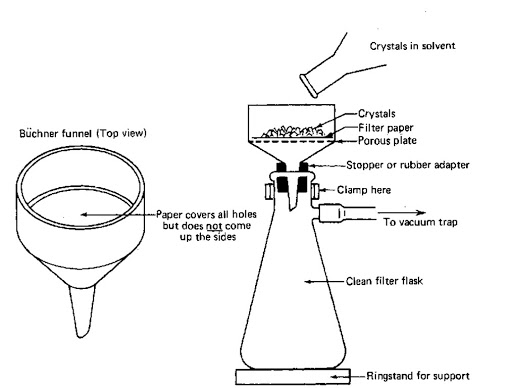 Crystals in solvent
Crystals
Filter paper
Porous plate
Büchner funnel (Top view)
Stopper or rubber adapter
Clamp here
Paper covers all holes
but does not come
up the sides
To vacuum trap
Clean filter flask
Ringstand for support